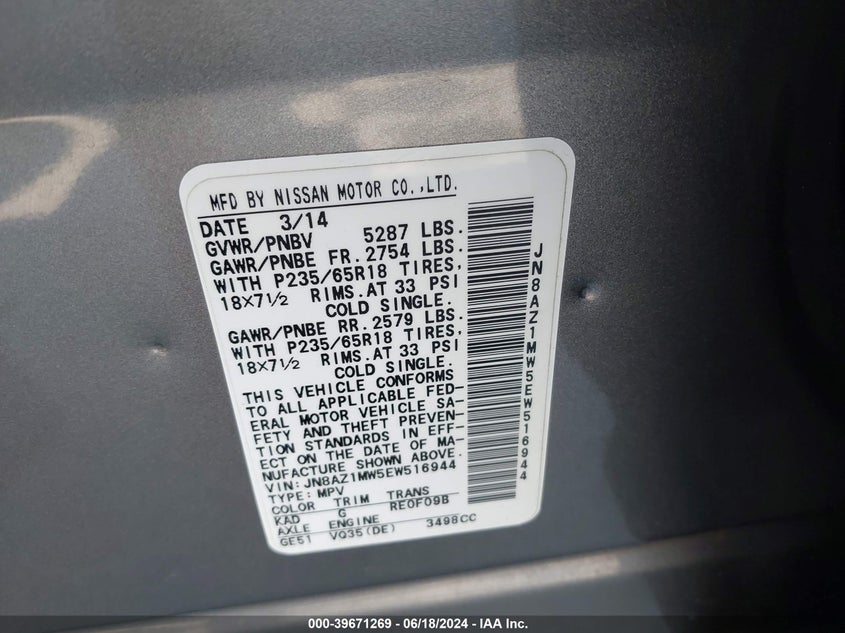 MFD BY NISSAN MOTOR CO.,LTD.
DATE 3/14
GVWR/PNBV 5287 LBS.
GAWR/PNBE FR. 2754 LBS.
WITH P235/65R18 TIRES,
18X7½ RIMS.AT 33 PSI
COLD SINGLE.
GAWR/PNBE RR. 2579 LBS.
WITH P235/65R18 TIRES,
18X7½ RIMS.AT 33 PSI
COLD SINGLE.
THIS VEHICLE CONFORMS
TO ALL APPLICABLE FED-
ERAL MOTOR VEHICLE SA-
FETY AND THEFT PREVEN-
TION STANDARDS IN EFF-
ECT ON THE DATE OF MA-
NUFACTURE SHOWN ABOVE.
VIN: JN8AZ1MW5EW516944
TYPE: MPV
COLOR TRIM TRANS
KAD G RE0F09B
AXLE ENGINE
GE51 VQ35(DE) 3498CC
JN8AZ1MW5EW516944
000-39671269 - 06/18/2024 - IAA Inc.